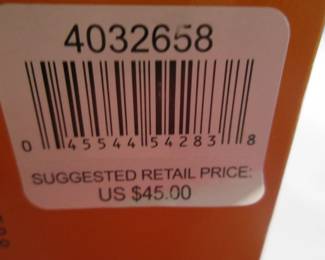 4032658
0 45544 54283 8
SUGGESTED RETAIL PRICE:
US $45.00